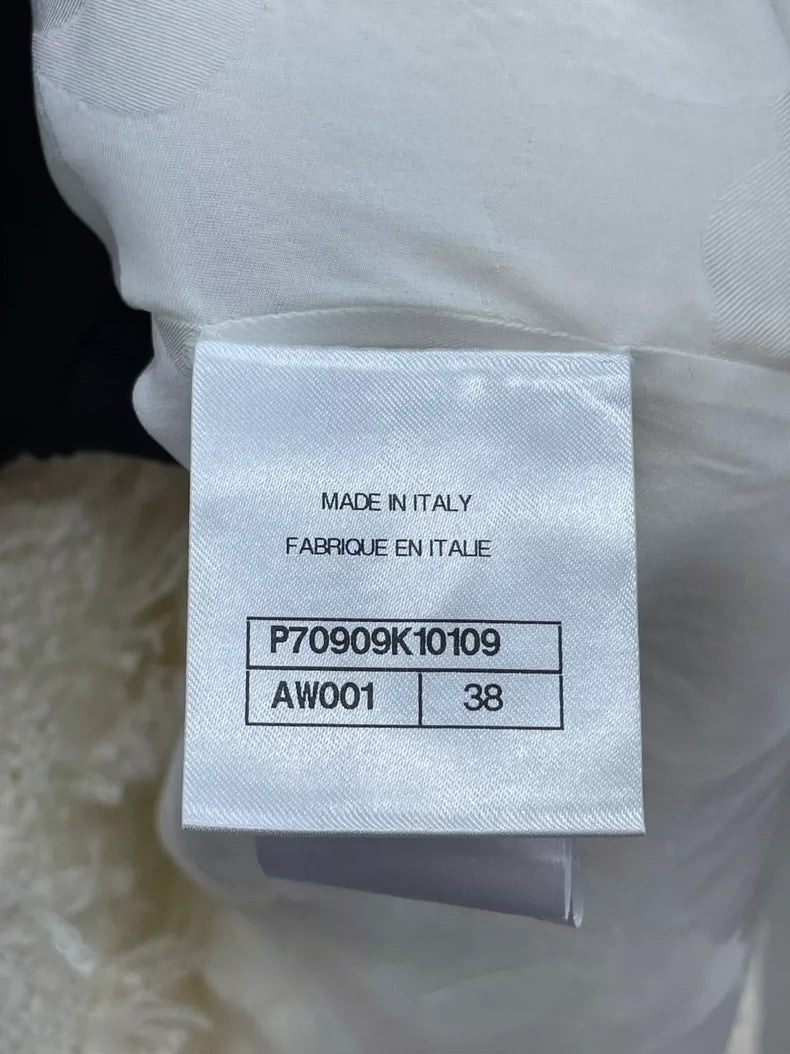 MADE IN ITALY
FABRIQUE EN ITALIE
P70909K10109
AW001 38